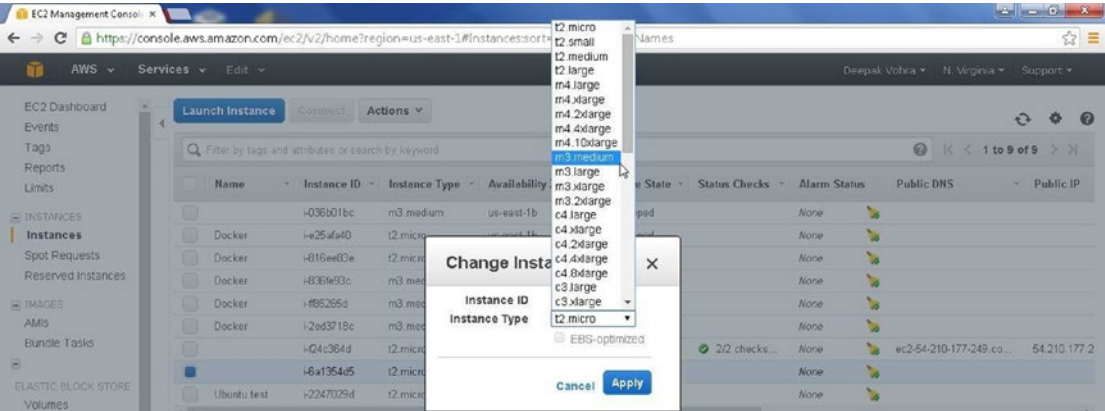 EC2 Management Consol
https://console.aws.amazon.com/ec2/v2/home?region=us-east-1#Instances:sort= Names
AWS Services Edit Deepak Vohra N. Virginia Support
EC2 Dashboard
Events
Tags
Reports
Limits
INSTANCES
Instances
Spot Requests
Reserved Instances
IMAGES
AMIs
Bundle Tasks
ELASTIC BLOCK STORE
Volumes
Launch Instance Connect Actions
Filter by tags and attributes or search by keyword 1 to 9 of 9
Name Instance ID Instance Type Availability e State Status Checks Alarm Status Public DNS Public IP
i-036b01bc m3.medium us-east-1b pped None
Docker i-e25afa40 t2.micro us-east-1b None
Docker i-816ee83e t2.micro None
Docker i-836fe93c m3.med None
Docker m3.med None
Docker i-2ed3718c m3.med None
i-f24c364d t2.micro 2/2 checks... None ec2-54-210-177-249.co... 54.210.177.2
i-6a1354d5 t2.micro None
Ubuntu test i-2247029d t2.micro None
t2.micro
t2.small
t2.medium
t2.large
m4.large
m4.xlarge
m4.2xlarge
m4.4xlarge
m4.10xlarge
m3.medium
m3.large
m3.xlarge
m3.2xlarge
c4.large
c4.xlarge
c4.2xlarge
c4.4xlarge
c4.8xlarge
c3.large
c3.xlarge
Change Insta
Instance ID
Instance Type t2.micro
EBS-optimized
Cancel Apply